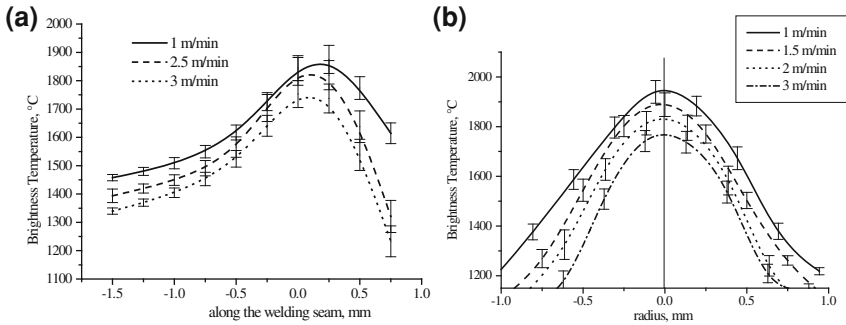 (a)
2000
1900
1800
1700
1600
1500
1400
1300
1200
1100
Brightness Temperature, °C
1 m/min
2.5 m/min
3 m/min
-1.5 -1.0 -0.5 0.0 0.5 1.0
along the welding seam, mm
(b)
2000
1800
1600
1400
1200
Brightness Temperature, °C
1 m/min
1.5 m/min
2 m/min
3 m/min
-1.0 -0.5 0.0 0.5 1.0
radius, mm